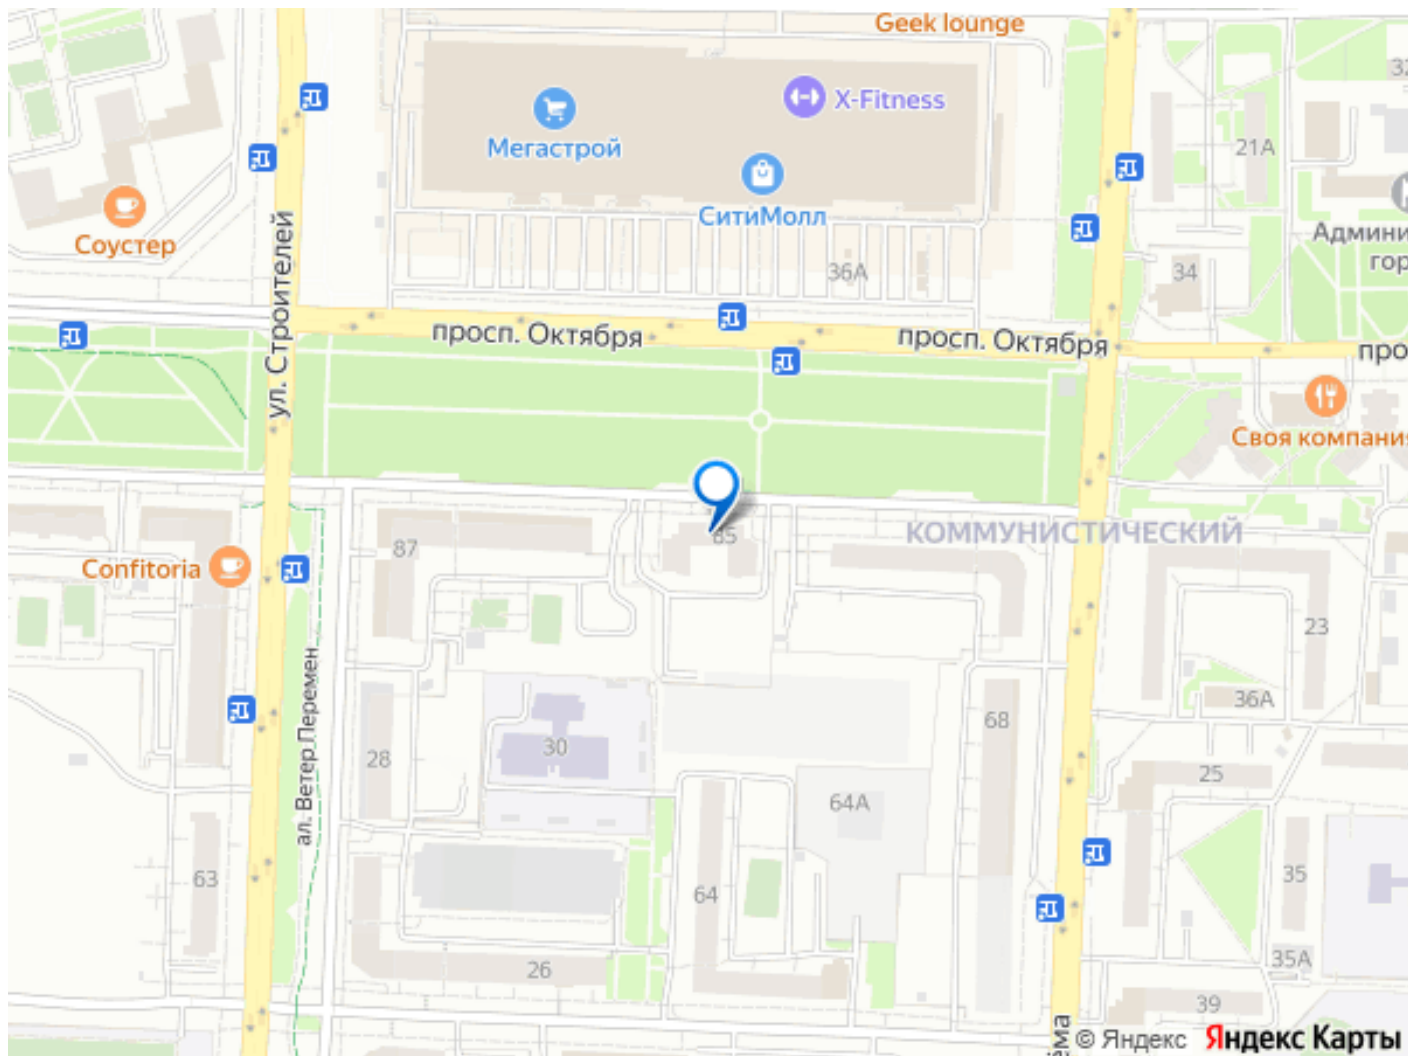 Geek lounge
X-Fitness
Мегастрой
СитиМолл
21А
Соустер
ул. Строителей
36А
34
Админи
гор
просп. Октября
просп. Октября
про
Своя компания
КОММУНИСТИЧЕСКИЙ
87
85
Confitoria
23
36А
ал. Ветер Перемен
68
28
30
25
64А
63
64
35
26
35А
39
© Яндекс
Яндекс Карты